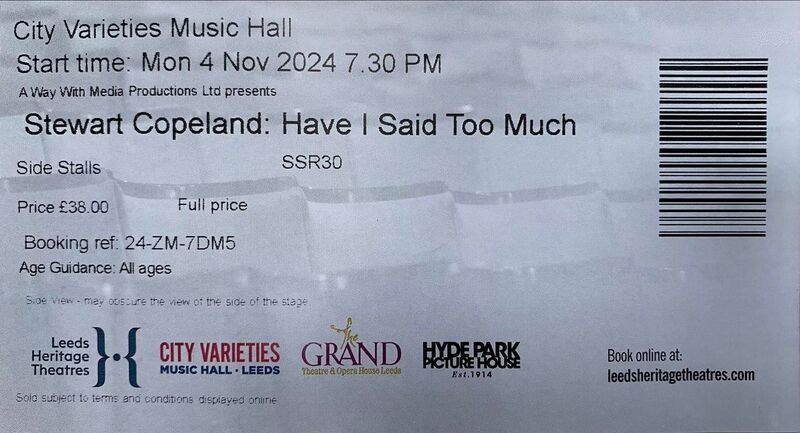 City Varieties Music Hall
Start time: Mon 4 Nov 2024 7.30 PM
A Way With Media Productions Ltd presents
Stewart Copeland: Have I Said Too Much
Side Stalls SSR30
Price £38.00 Full price
Booking ref: 24-ZM-7DM5
Age Guidance: All ages
Side view - may obscure the view of the side of the stage
Leeds
Heritage
Theatres
CITY VARIETIES
MUSIC HALL · LEEDS
The
GRAND
Theatre & Opera House Leeds
HYDE PARK
PICTURE HOUSE
Est.1914
Book online at:
leedsheritagetheatres.com
Sold subject to terms and conditions displayed online